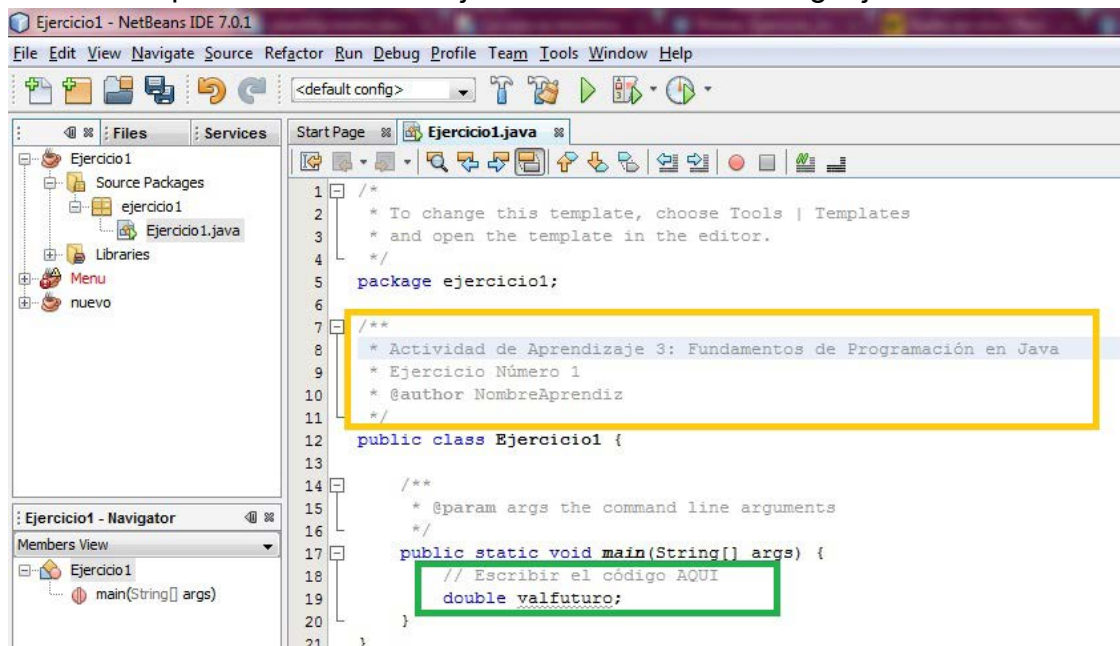 Ejercicio1 - NetBeans IDE 7.0.1
File Edit View Navigate Source Refactor Run Debug Profile Team Tools Window Help
<default config>
Files Services
Start Page Ejercicio1.java
Ejercicio1
Source Packages
ejercicio1
Ejercicio1.java
Libraries
Menu
nuevo
1 /*
2 * To change this template, choose Tools | Templates
3 * and open the template in the editor.
4 */
5 package ejercicio1;
6
7 /**
8 * Actividad de Aprendizaje 3: Fundamentos de Programación en Java
9 * Ejercicio Número 1
10 * @author NombreAprendiz
11 */
12 public class Ejercicio1 {
13
14 /**
15 * @param args the command line arguments
16 */
17 public static void main(String[] args) {
18 // Escribir el código AQUI
19 double valfuturo;
20 }
21 }
Ejercicio1 - Navigator
Members View
Ejercicio1
main(String[] args)